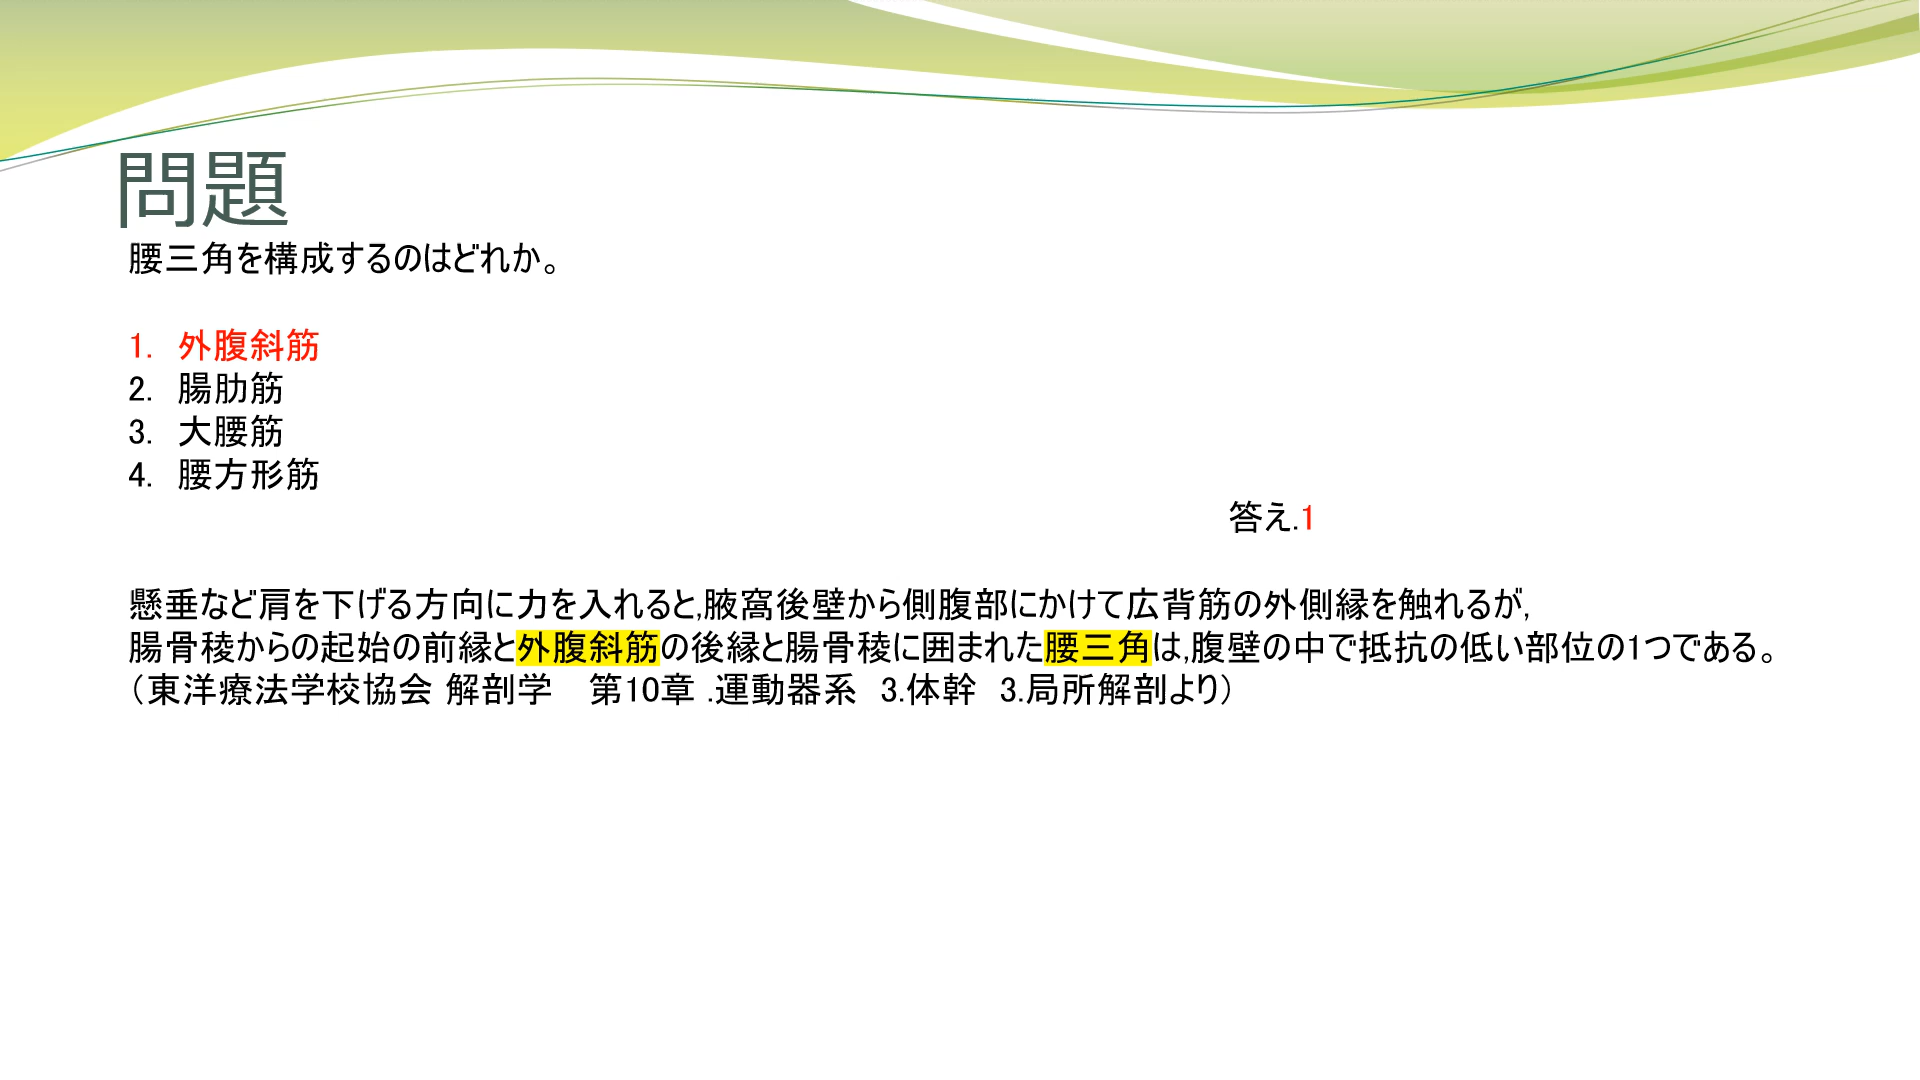 問題
腰三角を構成するのはどれか。
1. 外腹斜筋
2. 腸肋筋
3. 大腰筋
4. 腰方形筋
答え.1
懸垂など肩を下げる方向に力を入れると,腋窩後壁から側腹部にかけて広背筋の外側縁を触れるが,
腸骨稜からの起始の前縁と外腹斜筋の後縁と腸骨稜に囲まれた腰三角は,腹壁の中で抵抗の低い部位の1つである。
（東洋療法学校協会 解剖学　第10章 .運動器系　3.体幹　3.局所解剖より）